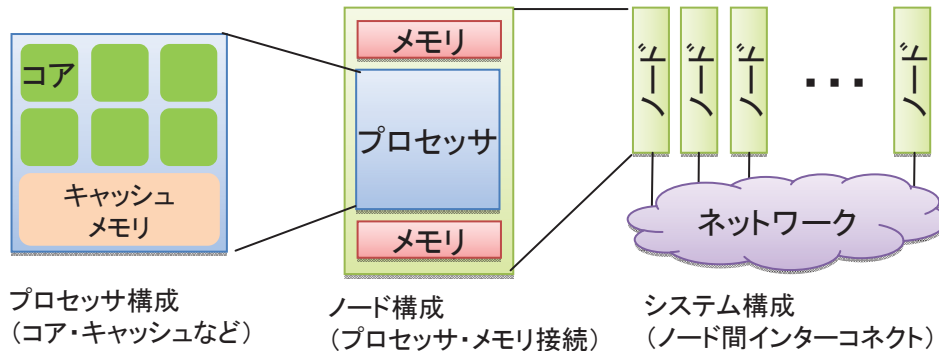 コア
キャッシュ
メモリ
プロセッサ構成
(コア・キャッシュなど)
メモリ
プロセッサ
メモリ
ノード構成
(プロセッサ・メモリ接続)
ノード
ノード
ノード
・・・
ノード
ネットワーク
システム構成
(ノード間インターコネクト)